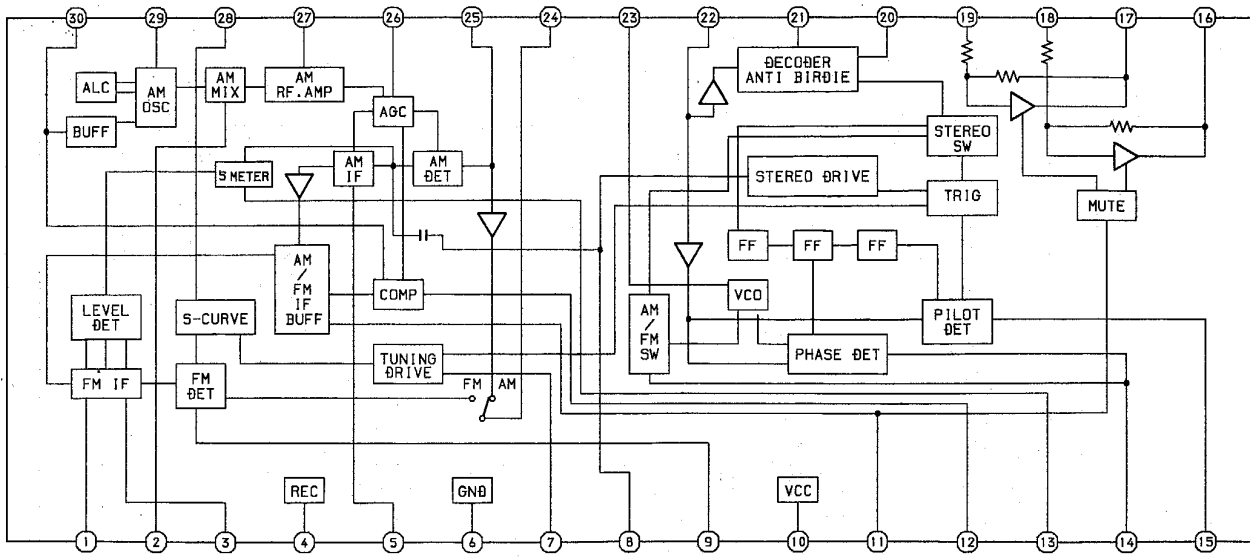 30 29 28 27 26 25 24 23 22 21 20 19 18 17 16
ALC
AM
OSC
AM
MIX
AM
RF.AMP
AGC
BUFF
DECODER
ANTI BIRDIE
STEREO
SW
S METER
AM
IF
AM
DET
STEREO DRIVE
TRIG
MUTE
AM
/
FM
IF
BUFF
COMP
FF
FF
FF
LEVEL
DET
S-CURVE
AM
/
FM
SW
VCO
PILOT
DET
PHASE DET
TUNING
DRIVE
FM IF
FM
DET
FM AM
REC
GND
VCC
1 2 3 4 5 6 7 8 9 10 11 12 13 14 15